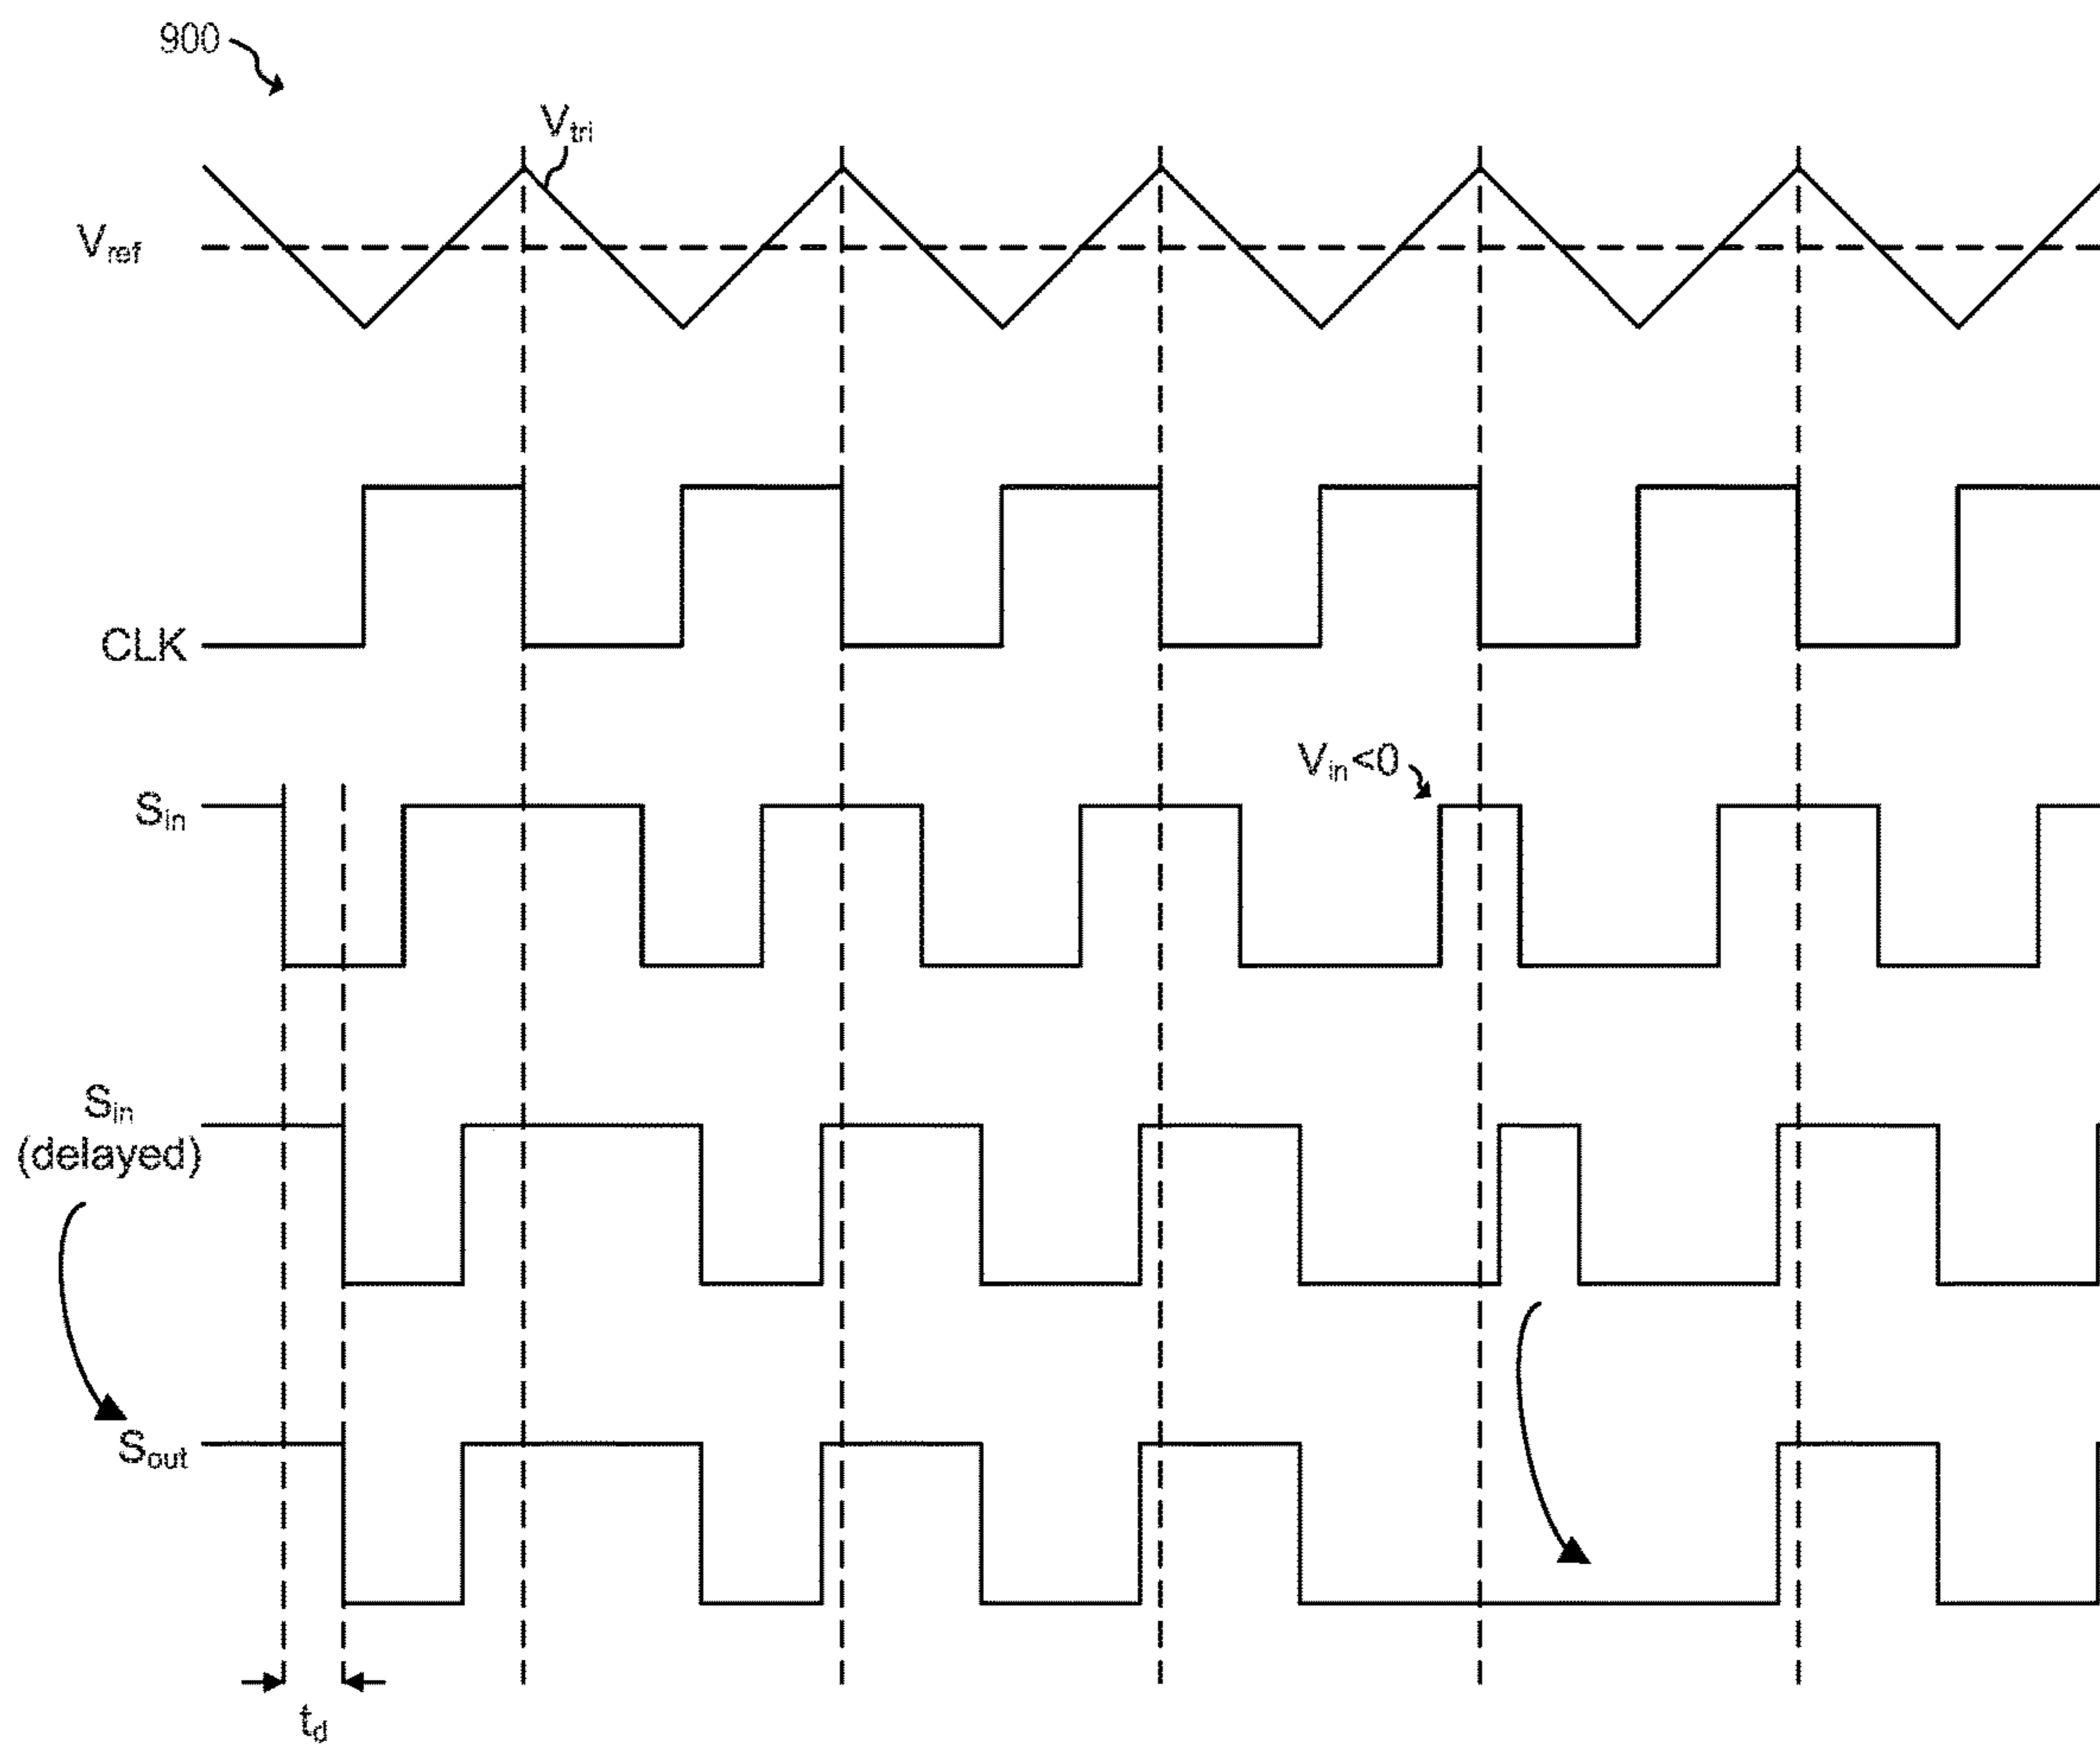 900
Vtri
Vref
CLK
Vin<0
Sin
Sin
(delayed)
Sout
td